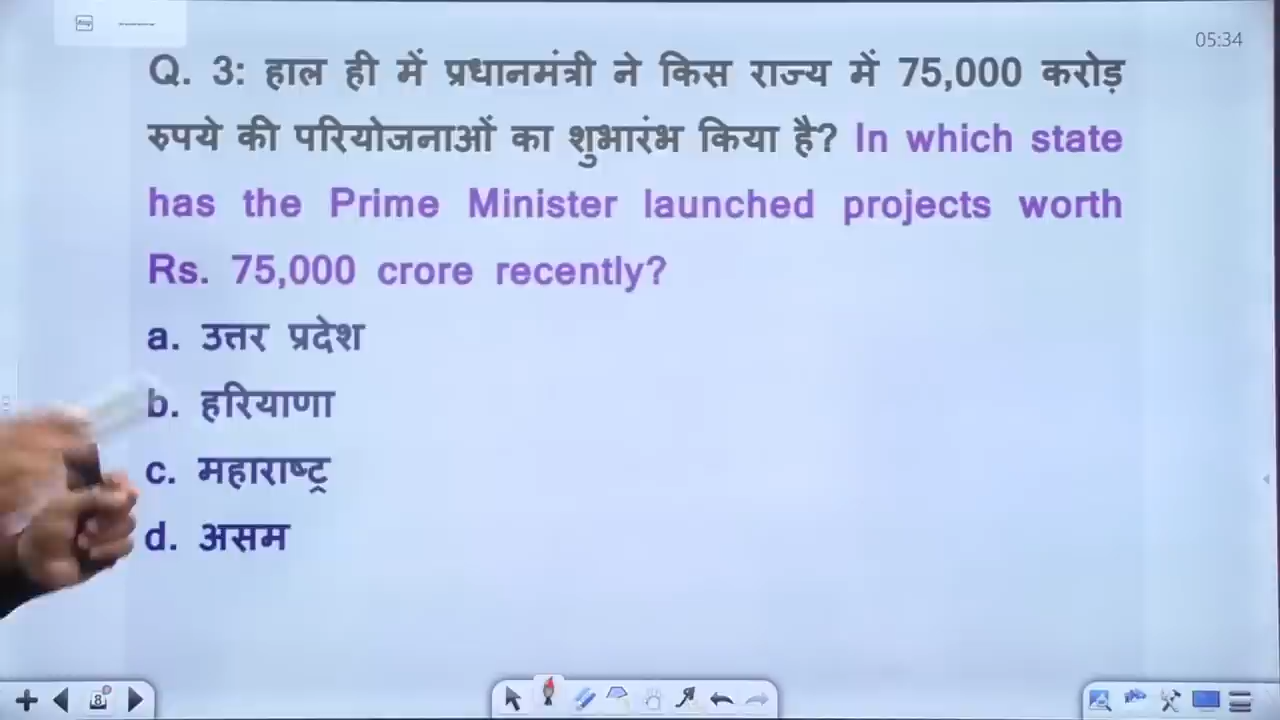 05:34
Q. 3: हाल ही में प्रधानमंत्री ने किस राज्य में 75,000 करोड़
रुपये की परियोजनाओं का शुभारंभ किया है? In which state
has the Prime Minister launched projects worth
Rs. 75,000 crore recently?
a. उत्तर प्रदेश
b. हरियाणा
c. महाराष्ट्र
d. असम
8